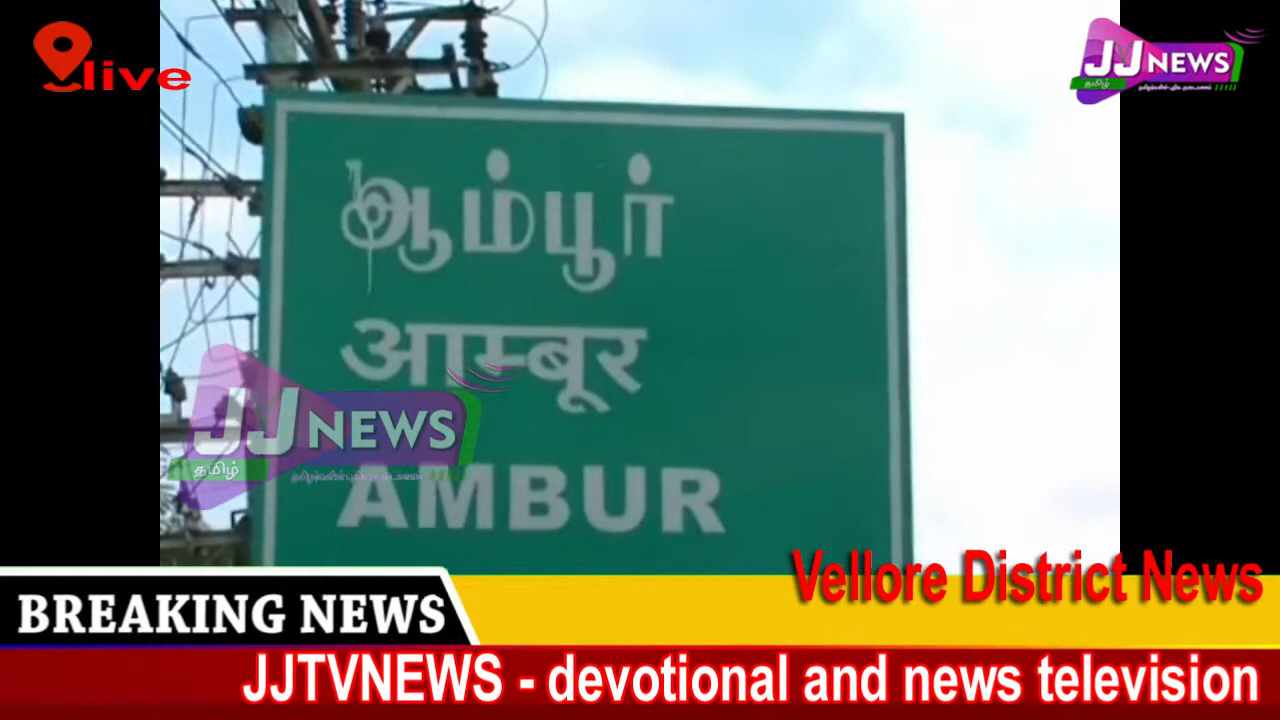 live
JJ NEWS
தமிழ்
ஆம்பூர்
आम्बूर
AMBUR
JJ NEWS
தமிழ்
Vellore District News
BREAKING NEWS
JJTVNEWS - devotional and news television